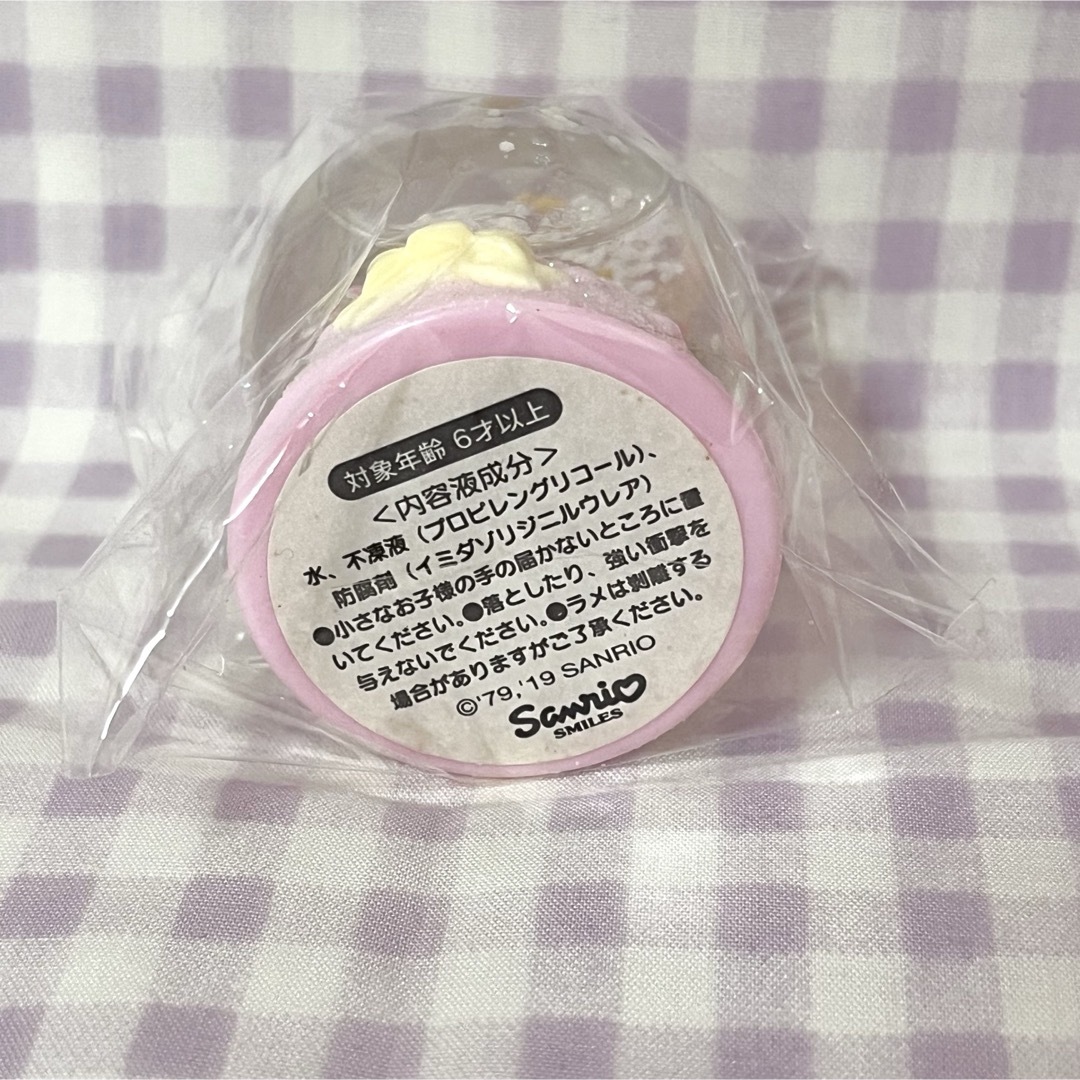 対象年齢 6才以上
＜内容液成分＞
水、不凍液（プロピレングリコール）、
防腐剤（イミダゾリジニルウレア）
●小さなお子様の手の届かないところに置
いてください。●落としたり、強い衝撃を
与えないでください。●ラメは剥離する
場合がありますがご了承ください。
©'79,'19 SANRIO
Sanrio
SMILES